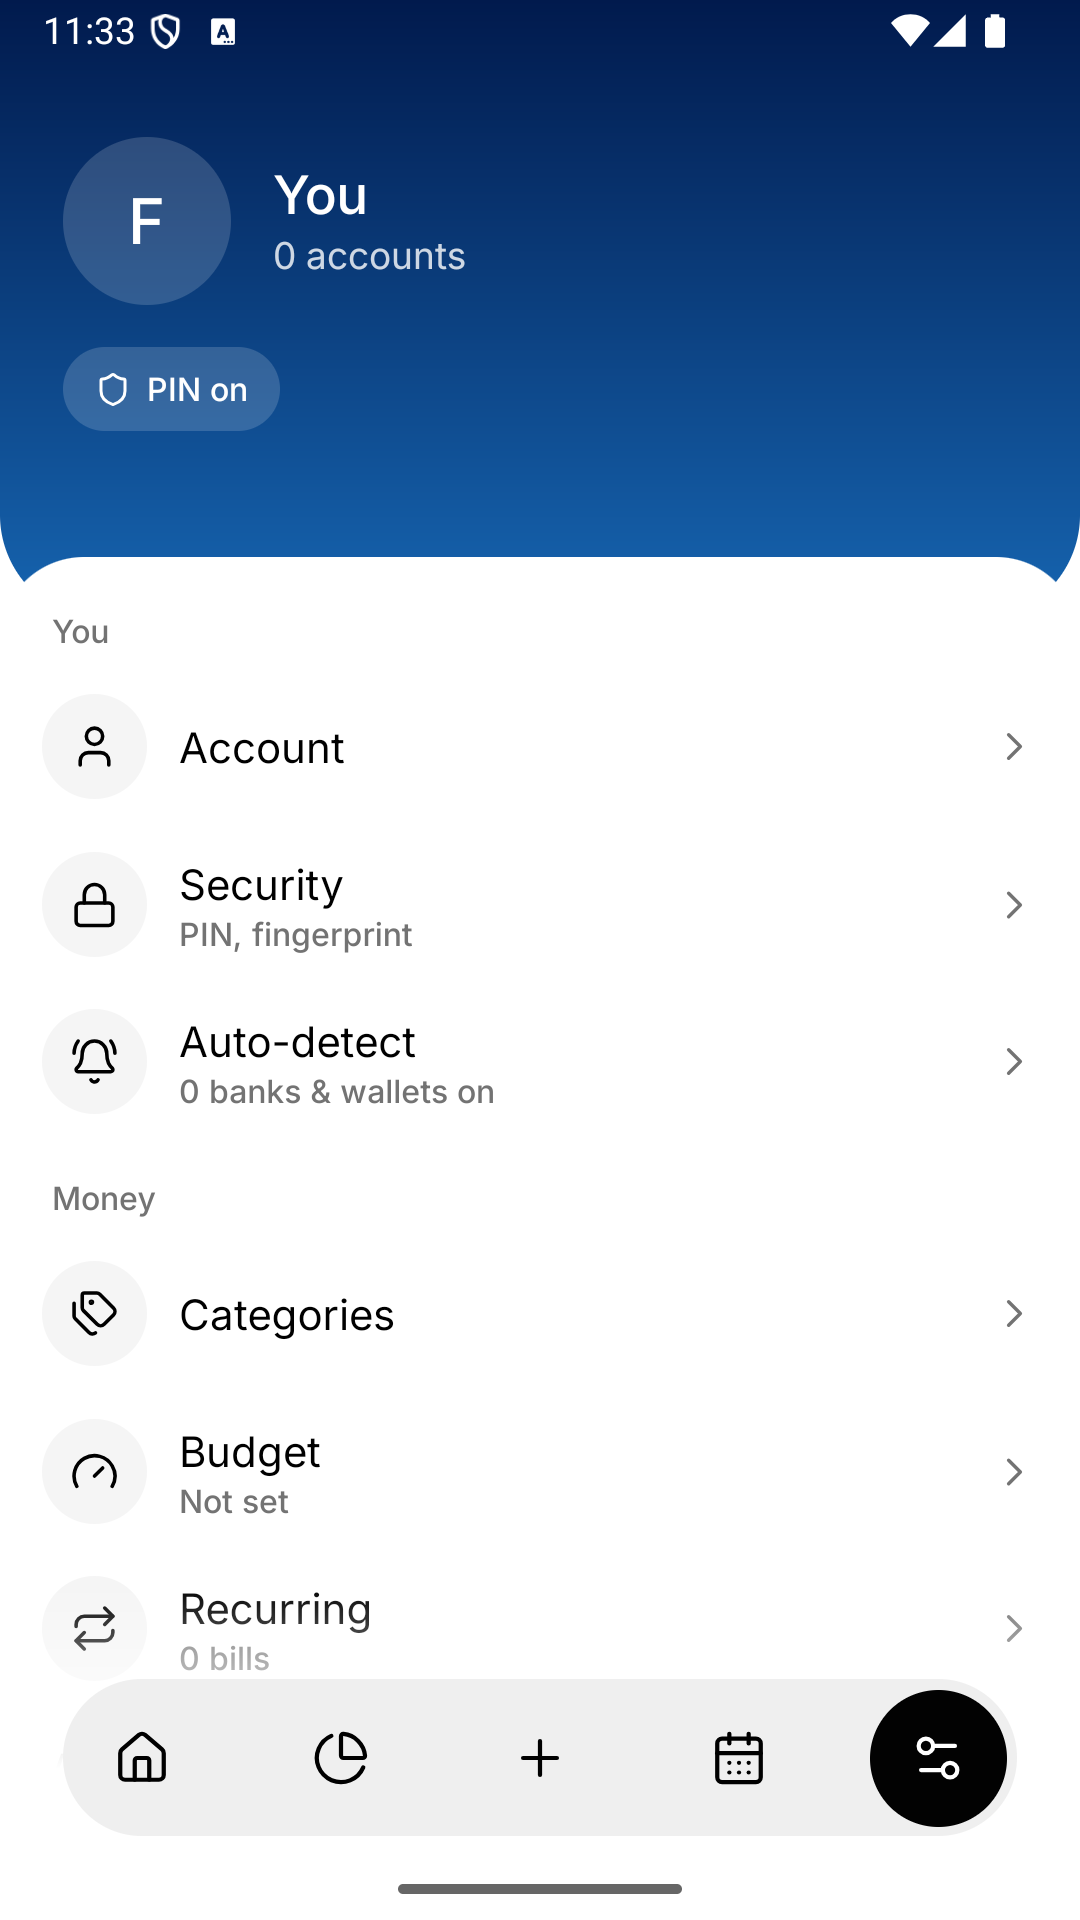 11:33
F
You
0 accounts
PIN on
You
Account
Security
PIN, fingerprint
Auto-detect
0 banks & wallets on
Money
Categories
Budget
Not set
Recurring
0 bills